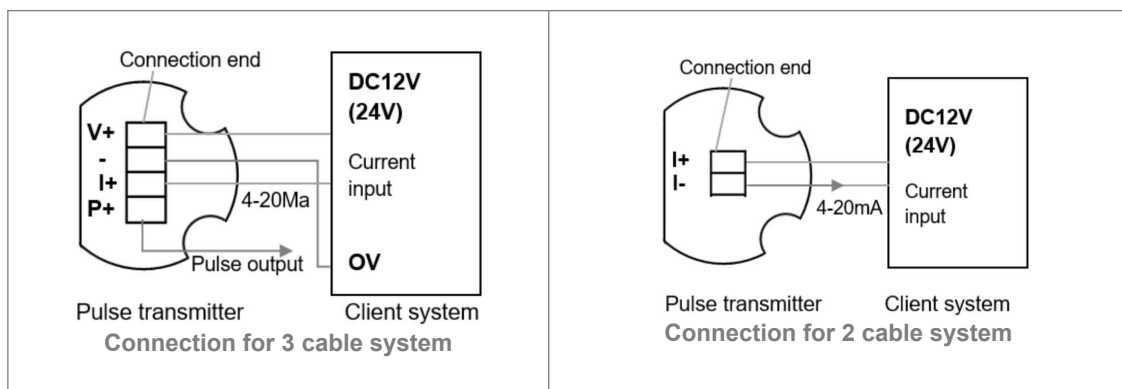 Connection end
DC12V
(24V)
V+
-
I+
P+
Current
input
4-20Ma
Pulse output
OV
Pulse transmitter
Client system
Connection for 3 cable system
Connection end
DC12V
(24V)
I+
I-
Current
input
4-20mA
Pulse transmitter
Client system
Connection for 2 cable system